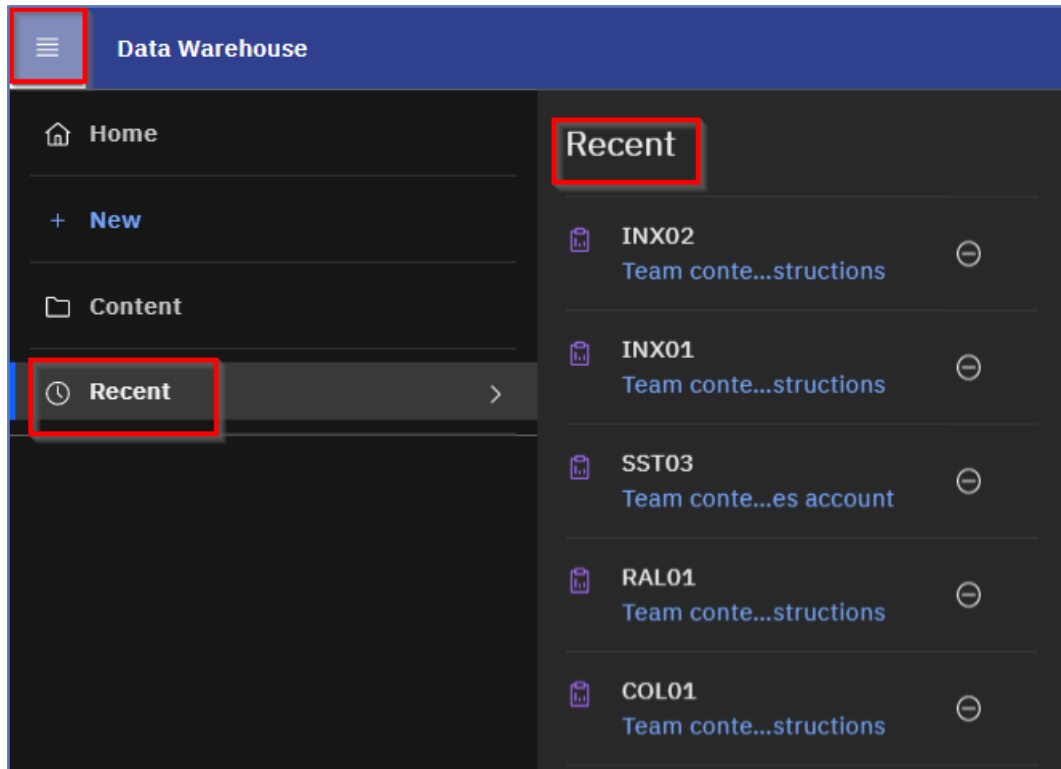 Data Warehouse
Home
+ New
Content
Recent
Recent
INX02
Team conte...structions
INX01
Team conte...structions
SST03
Team conte...es account
RAL01
Team conte...structions
COL01
Team conte...structions